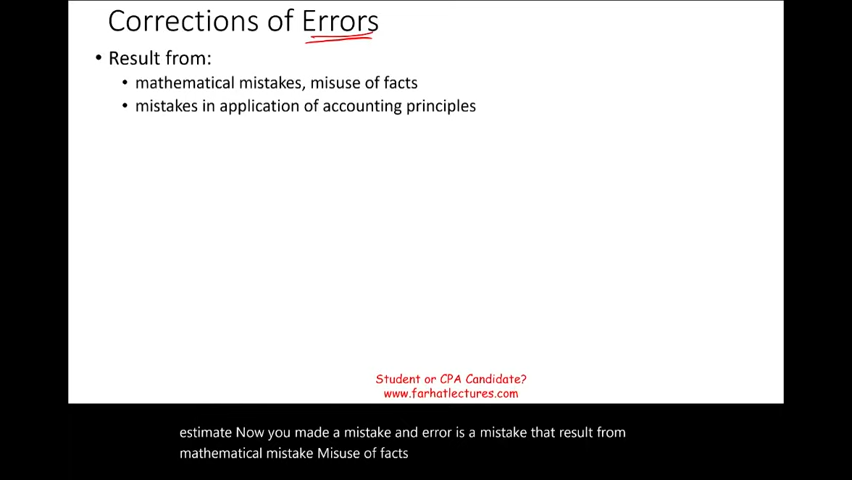 Corrections of Errors
• Result from:
• mathematical mistakes, misuse of facts
• mistakes in application of accounting principles
Student or CPA Candidate?
www.farhatlectures.com
estimate Now you made a mistake and error is a mistake that result from
mathematical mistake Misuse of facts